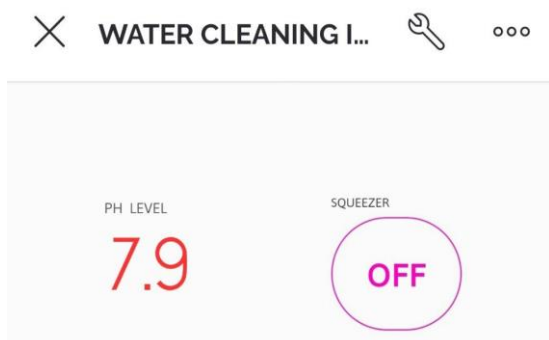 WATER CLEANING I...
PH LEVEL
7.9
SQUEEZER
OFF